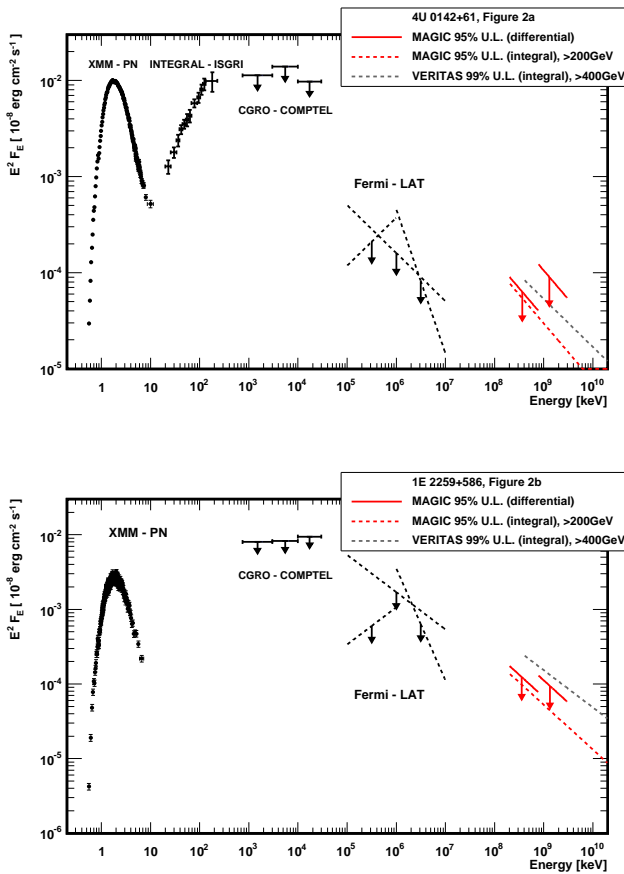 4U 0142+61, Figure 2a
MAGIC 95% U.L. (differential)
MAGIC 95% U.L. (integral), >200GeV
VERITAS 99% U.L. (integral), >400GeV
E² F_E [ 10⁻⁸ erg cm⁻² s⁻¹ ]
10⁻²
10⁻³
10⁻⁴
10⁻⁵
XMM - PN INTEGRAL - ISGRI
CGRO - COMPTEL
Fermi - LAT
1 10 10² 10³ 10⁴ 10⁵ 10⁶ 10⁷ 10⁸ 10⁹ 10¹⁰
Energy [keV]
1E 2259+586, Figure 2b
MAGIC 95% U.L. (differential)
MAGIC 95% U.L. (integral), >200GeV
VERITAS 99% U.L. (integral), >400GeV
E² F_E [ 10⁻⁸ erg cm⁻² s⁻¹ ]
10⁻²
10⁻³
10⁻⁴
10⁻⁵
10⁻⁶
XMM - PN
CGRO - COMPTEL
Fermi - LAT
1 10 10² 10³ 10⁴ 10⁵ 10⁶ 10⁷ 10⁸ 10⁹ 10¹⁰
Energy [keV]